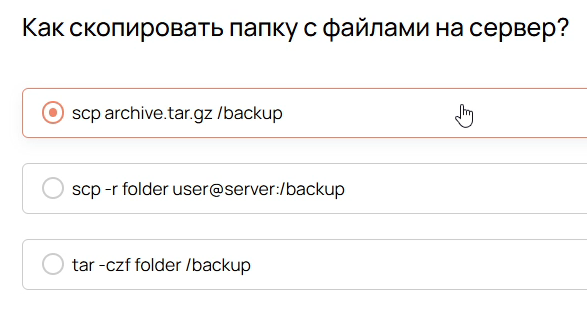 Как скопировать папку с файлами на сервер?
scp archive.tar.gz /backup
scp -r folder user@server:/backup
tar -czf folder /backup